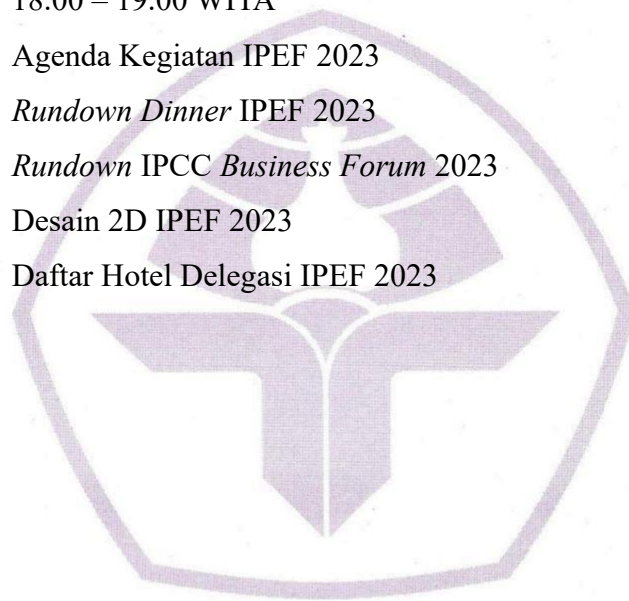 18.00 – 19.00 WITA
Agenda Kegiatan IPEF 2023
Rundown Dinner IPEF 2023
Rundown IPCC Business Forum 2023
Desain 2D IPEF 2023
Daftar Hotel Delegasi IPEF 2023